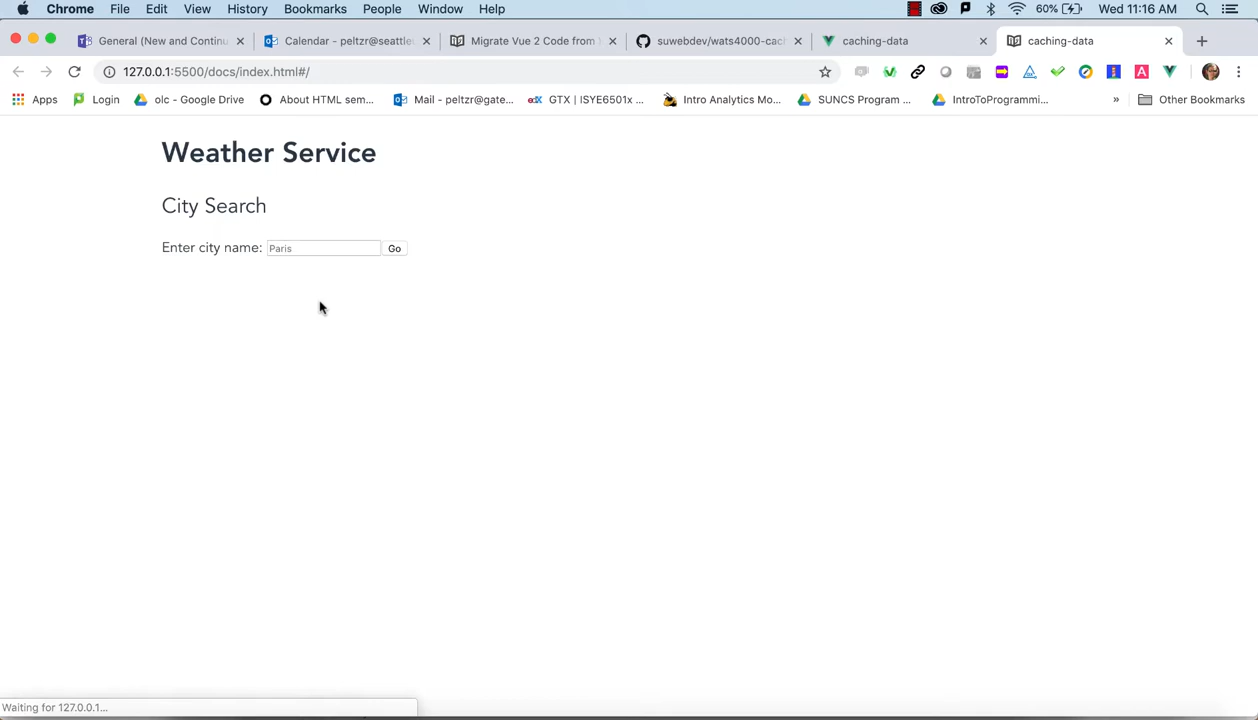 Chrome File Edit View History Bookmarks People Window Help 60% Wed 11:16 AM
General (New and Continu Calendar - peltzr@seattle Migrate Vue 2 Code from suwebdev/wats4000-cach caching-data caching-data
127.0.0.1:5500/docs/index.html#/
Apps Login olc - Google Drive About HTML sem... Mail - peltzr@gate... GTX | ISYE6501x ... Intro Analytics Mo... SUNCS Program ... IntroToProgrammi... » Other Bookmarks
Weather Service
City Search
Enter city name: Paris Go
Waiting for 127.0.0.1...